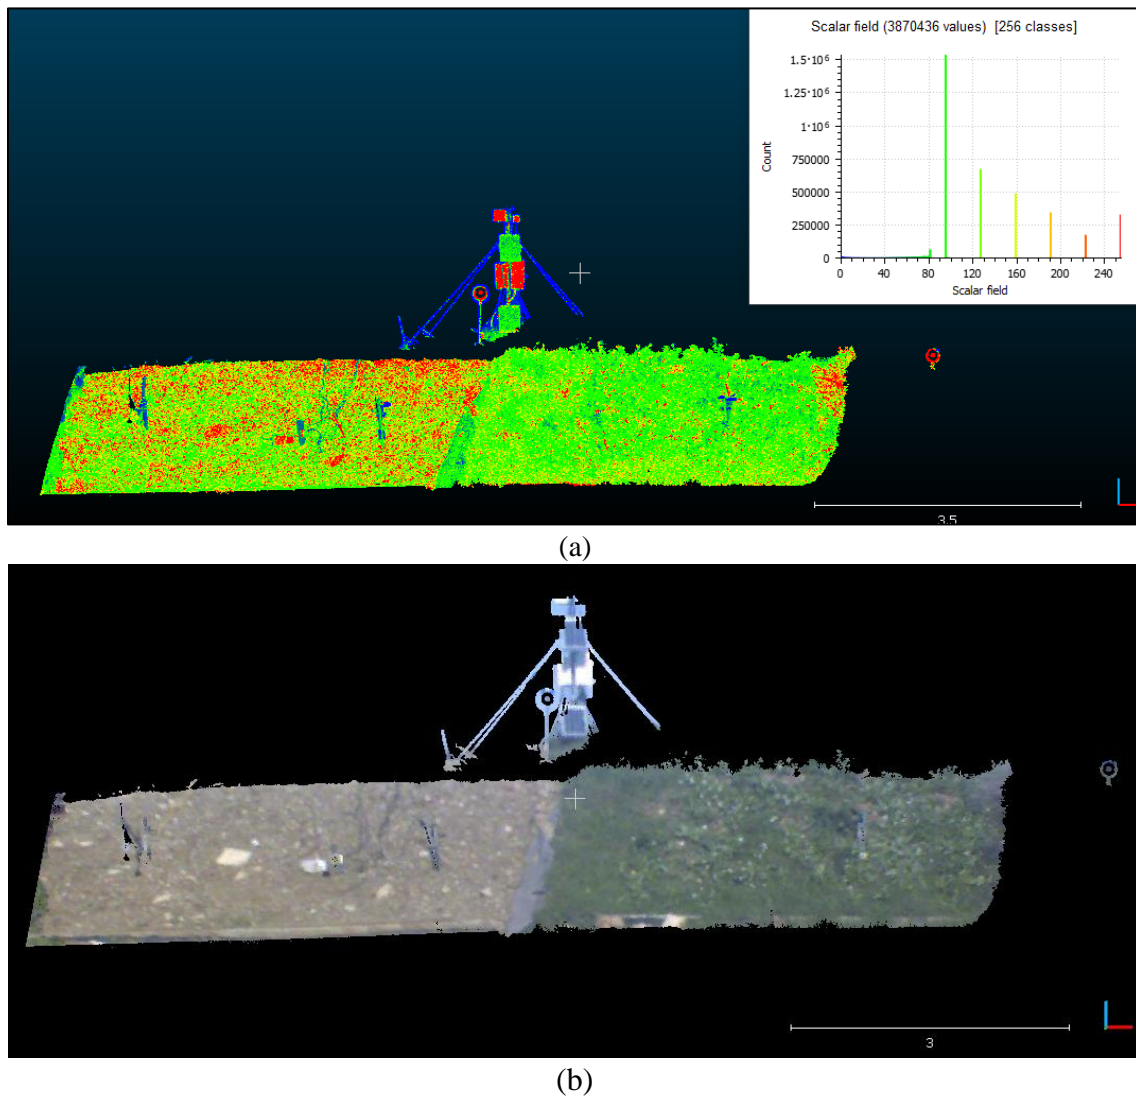 Scalar field (3870436 values) [256 classes]
1.5·10⁶
1.25·10⁶
1·10⁶
750000
500000
250000
0
Count
0 40 80 120 160 200 240
Scalar field
3.5
(a)
3
(b)